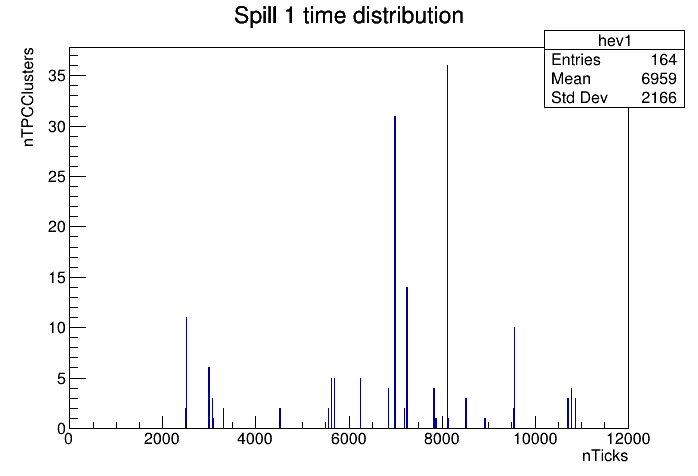 Spill 1 time distribution
hev1
Entries 164
Mean 6959
Std Dev 2166
nTPCClusters
35
30
25
20
15
10
5
0
0 2000 4000 6000 8000 10000 12000
nTicks